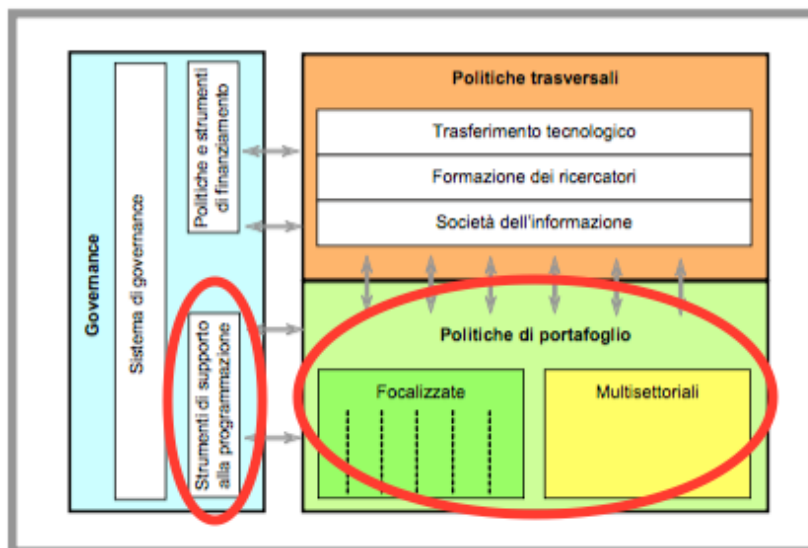 Governance
Sistema di governance
Politiche e strumenti
di finanziamento
Strumenti di supporto
alla programmazione
Politiche trasversali
Trasferimento tecnologico
Formazione dei ricercatori
Società dell'informazione
Politiche di portafoglio
Focalizzate
Multisettoriali